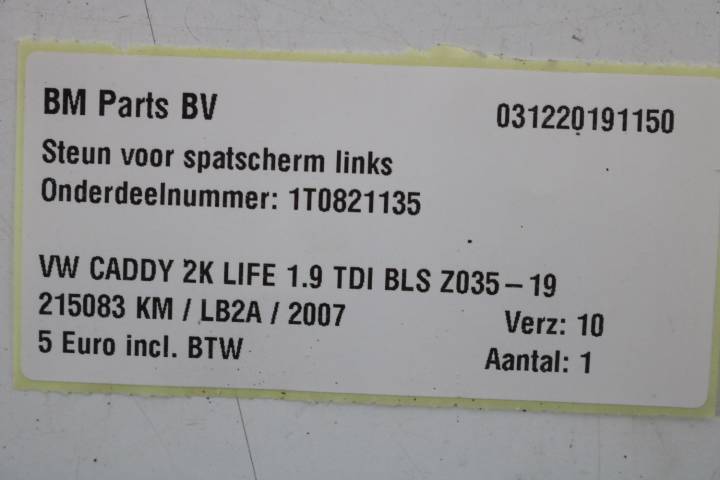 BM Parts BV 031220191150
Steun voor spatscherm links
Onderdeelnummer: 1T0821135
VW CADDY 2K LIFE 1.9 TDI BLS Z035-19
215083 KM / LB2A / 2007 Verz: 10
5 Euro incl. BTW Aantal: 1